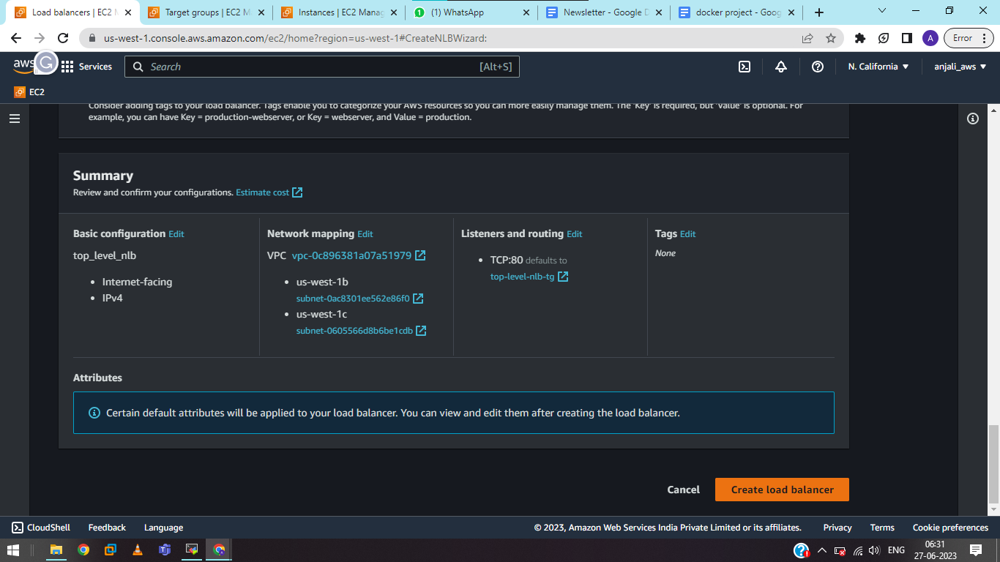 Load balancers | EC2 M
Target groups | EC2 M
Instances | EC2 Manag
(1) WhatsApp
Newsletter - Google D
docker project - Goog
us-west-1.console.aws.amazon.com/ec2/home?region=us-west-1#CreateNLBWizard:
A
Error
aws
G
Services
Search
[Alt+S]
N. California
anjali_aws
EC2
Consider adding tags to your load balancer. Tags enable you to categorize your AWS resources so you can more easily manage them. The 'Key' is required, but 'Value' is optional. For
example, you can have Key = production-webserver, or Key = webserver, and Value = production.
Summary
Review and confirm your configurations. Estimate cost
Basic configuration Edit
top_level_nlb
• Internet-facing
• IPv4
Network mapping Edit
VPC vpc-0c896381a07a51979
• us-west-1b
subnet-0ac8301ee562e86f0
• us-west-1c
subnet-0605566d8b6be1cdb
Listeners and routing Edit
• TCP:80 defaults to
top-level-nlb-tg
Tags Edit
None
Attributes
Certain default attributes will be applied to your load balancer. You can view and edit them after creating the load balancer.
Cancel
Create load balancer
CloudShell
Feedback
Language
© 2023, Amazon Web Services India Private Limited or its affiliates.
Privacy
Terms
Cookie preferences
ENG
06:31
27-06-2023